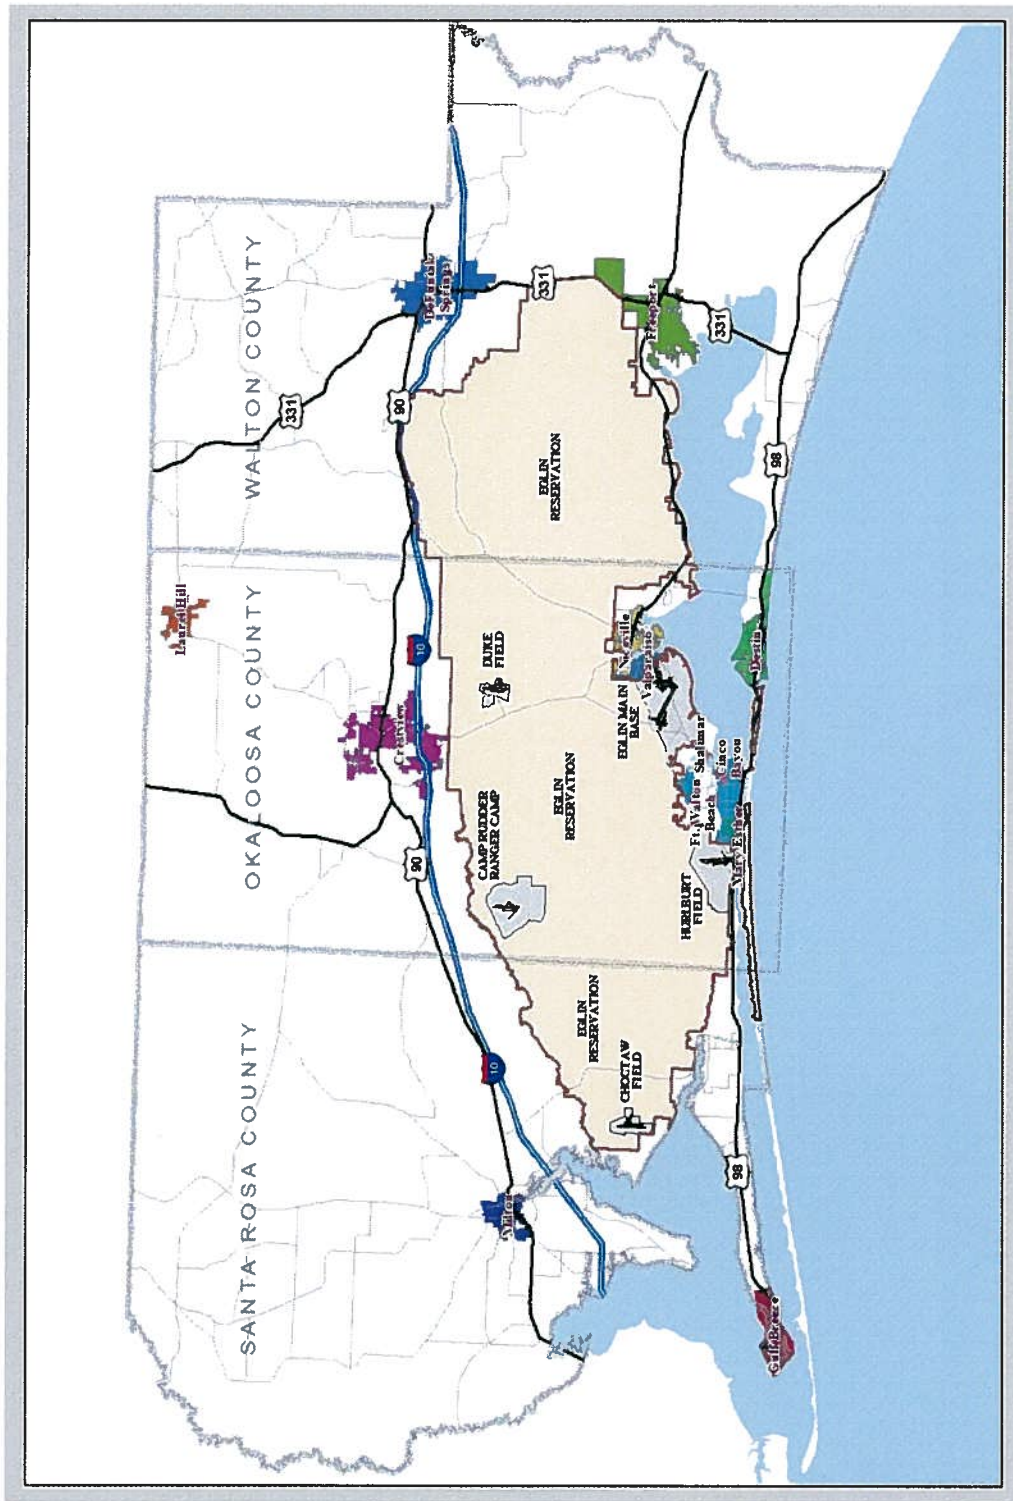 SANTA ROSA COUNTY
OKALOOSA COUNTY
WALTON COUNTY
Laurel Hill
331
90
90
Crestview
DeFuniak
Springs
10
10
Milton
CAMP RUDDER
RANGER CAMP
DUKE
FIELD
331
EGLIN
RESERVATION
EGLIN
RESERVATION
EGLIN
RESERVATION
CHOCTAW
FIELD
EGLIN MAIN
BASE
Niceville
Valparaiso
Freeport
331
HURLBURT
FIELD
Ft. Walton
Beach
Shalimar
Cinco
Bayou
Mary Esther
Destin
98
98
Gulf Breeze